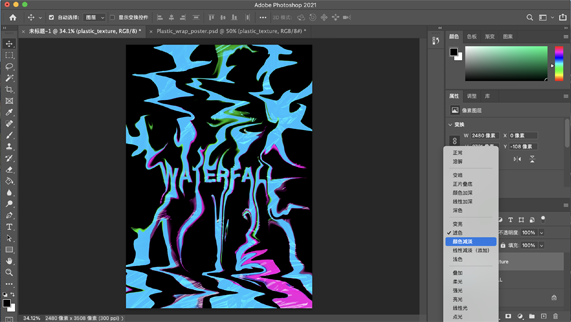 Adobe Photoshop 2021
自动选择: 图层 显示变换控件
× 未标题-1 @ 34.1% (plastic_texture, RGB/8) * × Plastic_wrap_poster.psd @ 50% (plastic_texture, RGB/8#) *
颜色 色板 渐变 图案
属性 调整 库
像素图层
变换
W 2480 像素 X 0 像素
Y -108 像素
正常
溶解
变暗
正片叠底
颜色加深
线性加深
深色
变亮
滤色
颜色减淡
线性减淡（添加）
浅色
叠加
柔光
强光
亮光
线性光
点光
不透明度: 100%
填充: 100%
WATERFALL
34.12% 2480 像素 x 3508 像素 (300 ppi)